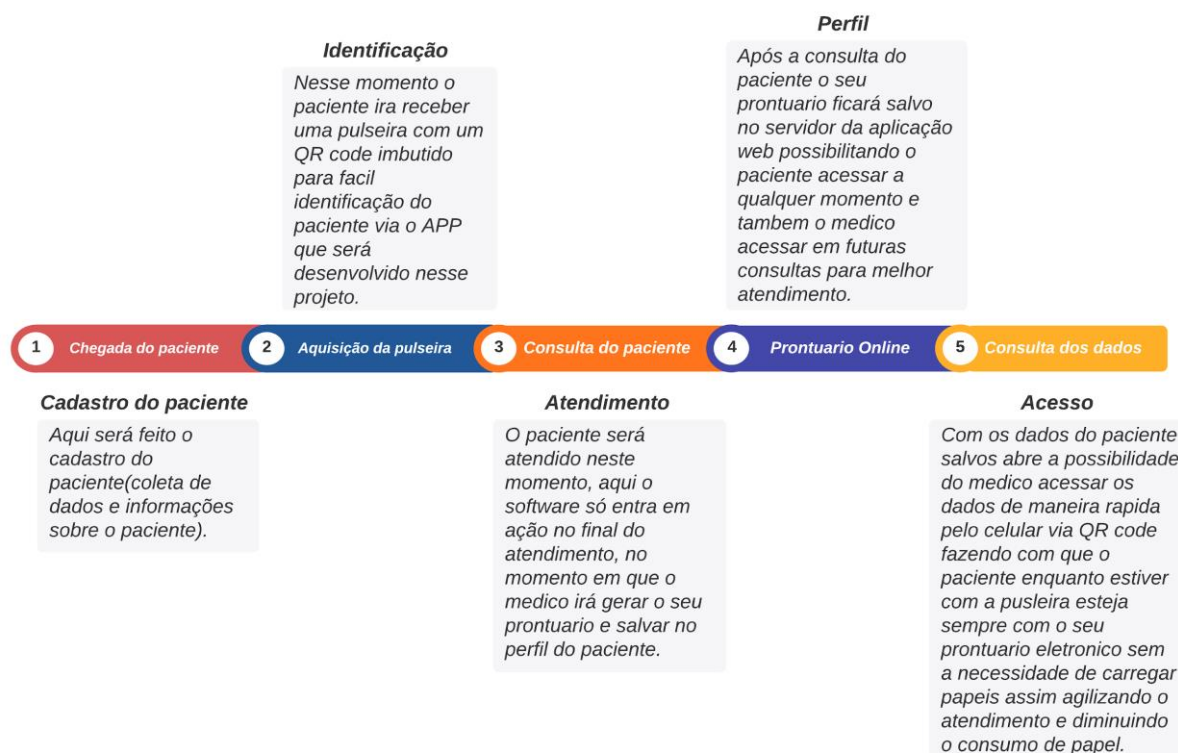 Identificação
Nesse momento o
paciente ira receber
uma pulseira com um
QR code imbutido
para facil
identificação do
paciente via o APP
que será
desenvolvido nesse
projeto.
Perfil
Após a consulta do
paciente o seu
prontuario ficará salvo
no servidor da aplicação
web possibilitando o
paciente acessar a
qualquer momento e
tambem o medico
acessar em futuras
consultas para melhor
atendimento.
1 Chegada do paciente
2 Aquisição da pulseira
3 Consulta do paciente
4 Prontuario Online
5 Consulta dos dados
Cadastro do paciente
Aqui será feito o
cadastro do
paciente(coleta de
dados e informações
sobre o paciente).
Atendimento
O paciente será
atendido neste
momento, aqui o
software só entra em
ação no final do
atendimento, no
momento em que o
medico irá gerar o seu
prontuario e salvar no
perfil do paciente.
Acesso
Com os dados do paciente
salvos abre a possibilidade
do medico acessar os
dados de maneira rapida
pelo celular via QR code
fazendo com que o
paciente enquanto estiver
com a pusleira esteja
sempre com o seu
prontuario eletronico sem
a necessidade de carregar
papeis assim agilizando o
atendimento e diminuindo
o consumo de papel.